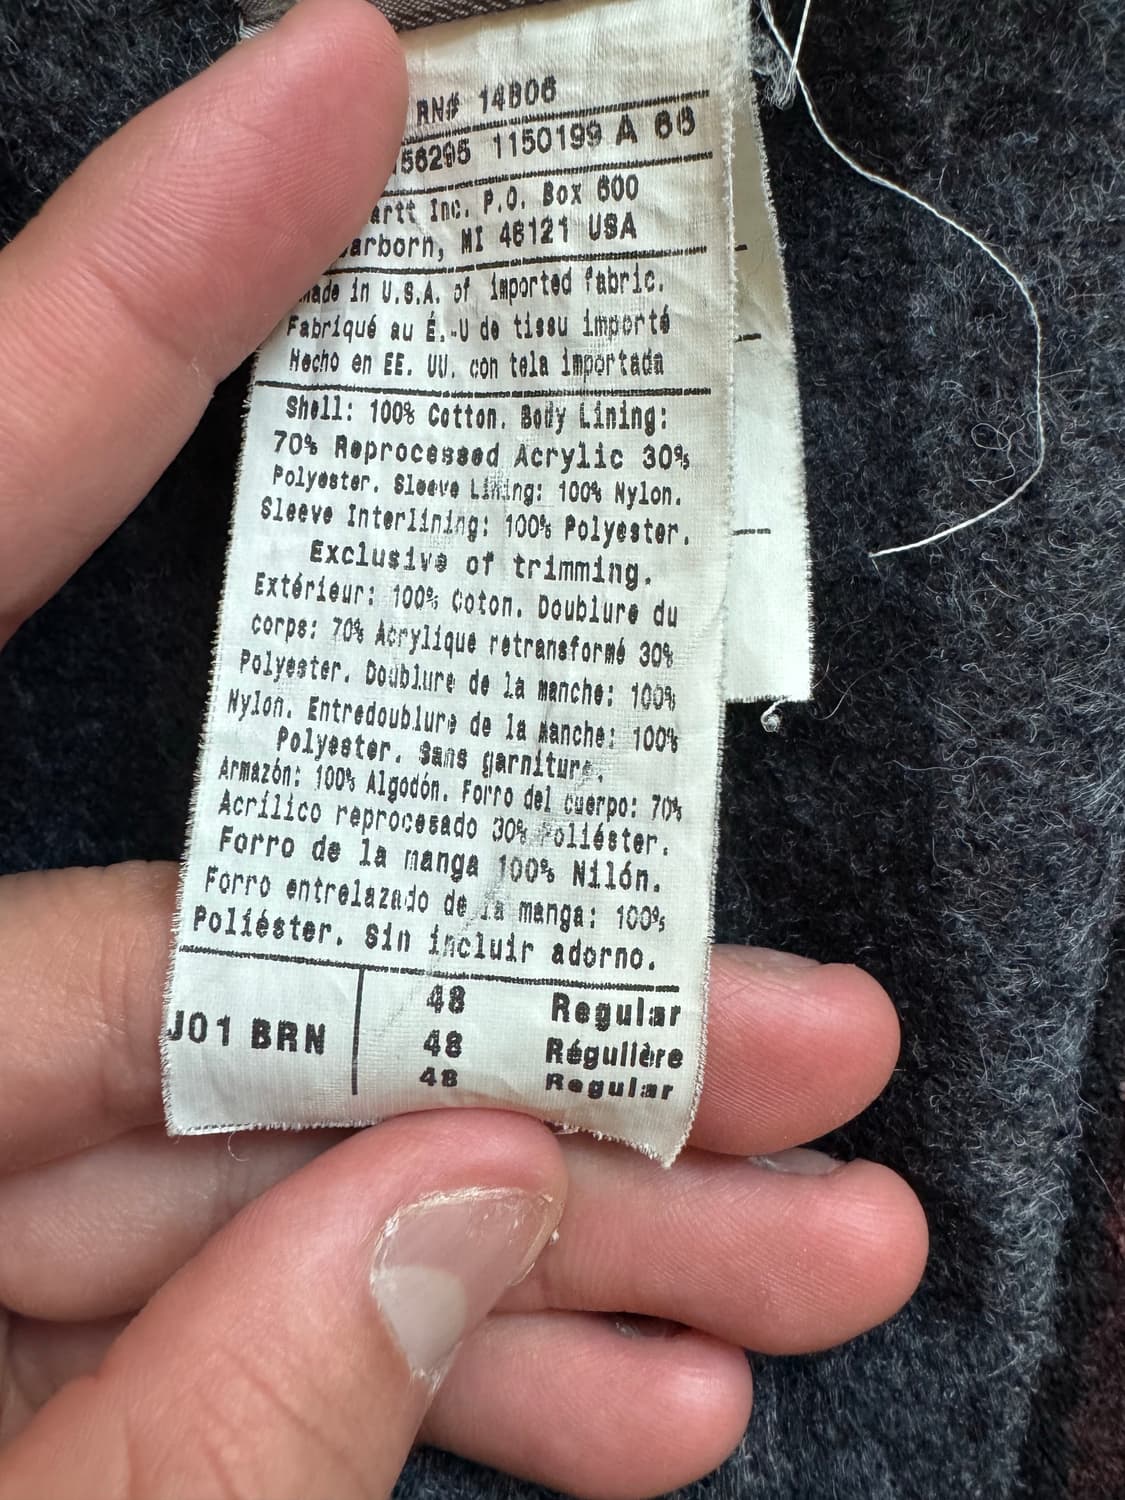 RN# 14806
56295 1150199 A 66
artt Inc. P.O. Box 600
arborn, MI 48121 USA
made in U.S.A. of imported fabric.
Fabriqué au É.-U de tissu importé
Hecho en EE. UU. con tela importada
Shell: 100% Cotton. Body Lining:
70% Reprocessed Acrylic 30%
Polyester. Sleeve Lining: 100% Nylon.
Sleeve Interlining: 100% Polyester.
Exclusive of trimming.
Extérieur: 100% Coton. Doublure du
corps: 70% Acrylique retransformé 30%
Polyester. Doublure de la manche: 100%
Nylon. Entredoublure de la manche: 100%
Polyester. Sans garniture.
Armazón: 100% Algodón. Forro del cuerpo: 70%
Acrílico reprocesado 30% Poliéster.
Forro de la manga 100% Nilón.
Forro entrelazado de la manga: 100%
Poliéster. Sin incluir adorno.
J01 BRN
48 Regular
48 Régulière
48 Regular